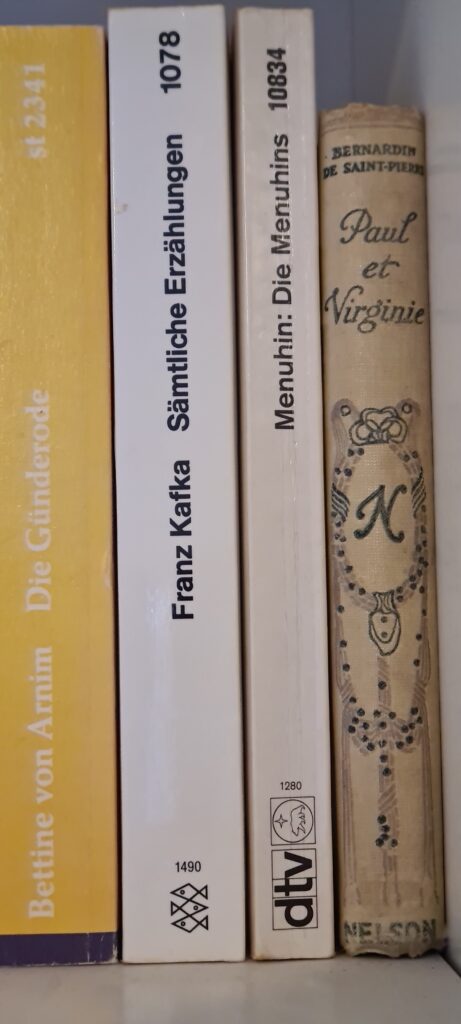 Bettine von Arnim Die Günderode st 2341
Franz Kafka Sämtliche Erzählungen 1078
1490
Menuhin: Die Menuhins 10834
1280
dtv
BERNARDIN
DE SAINT-PIERRE
Paul
et
Virginie
N
NELSON